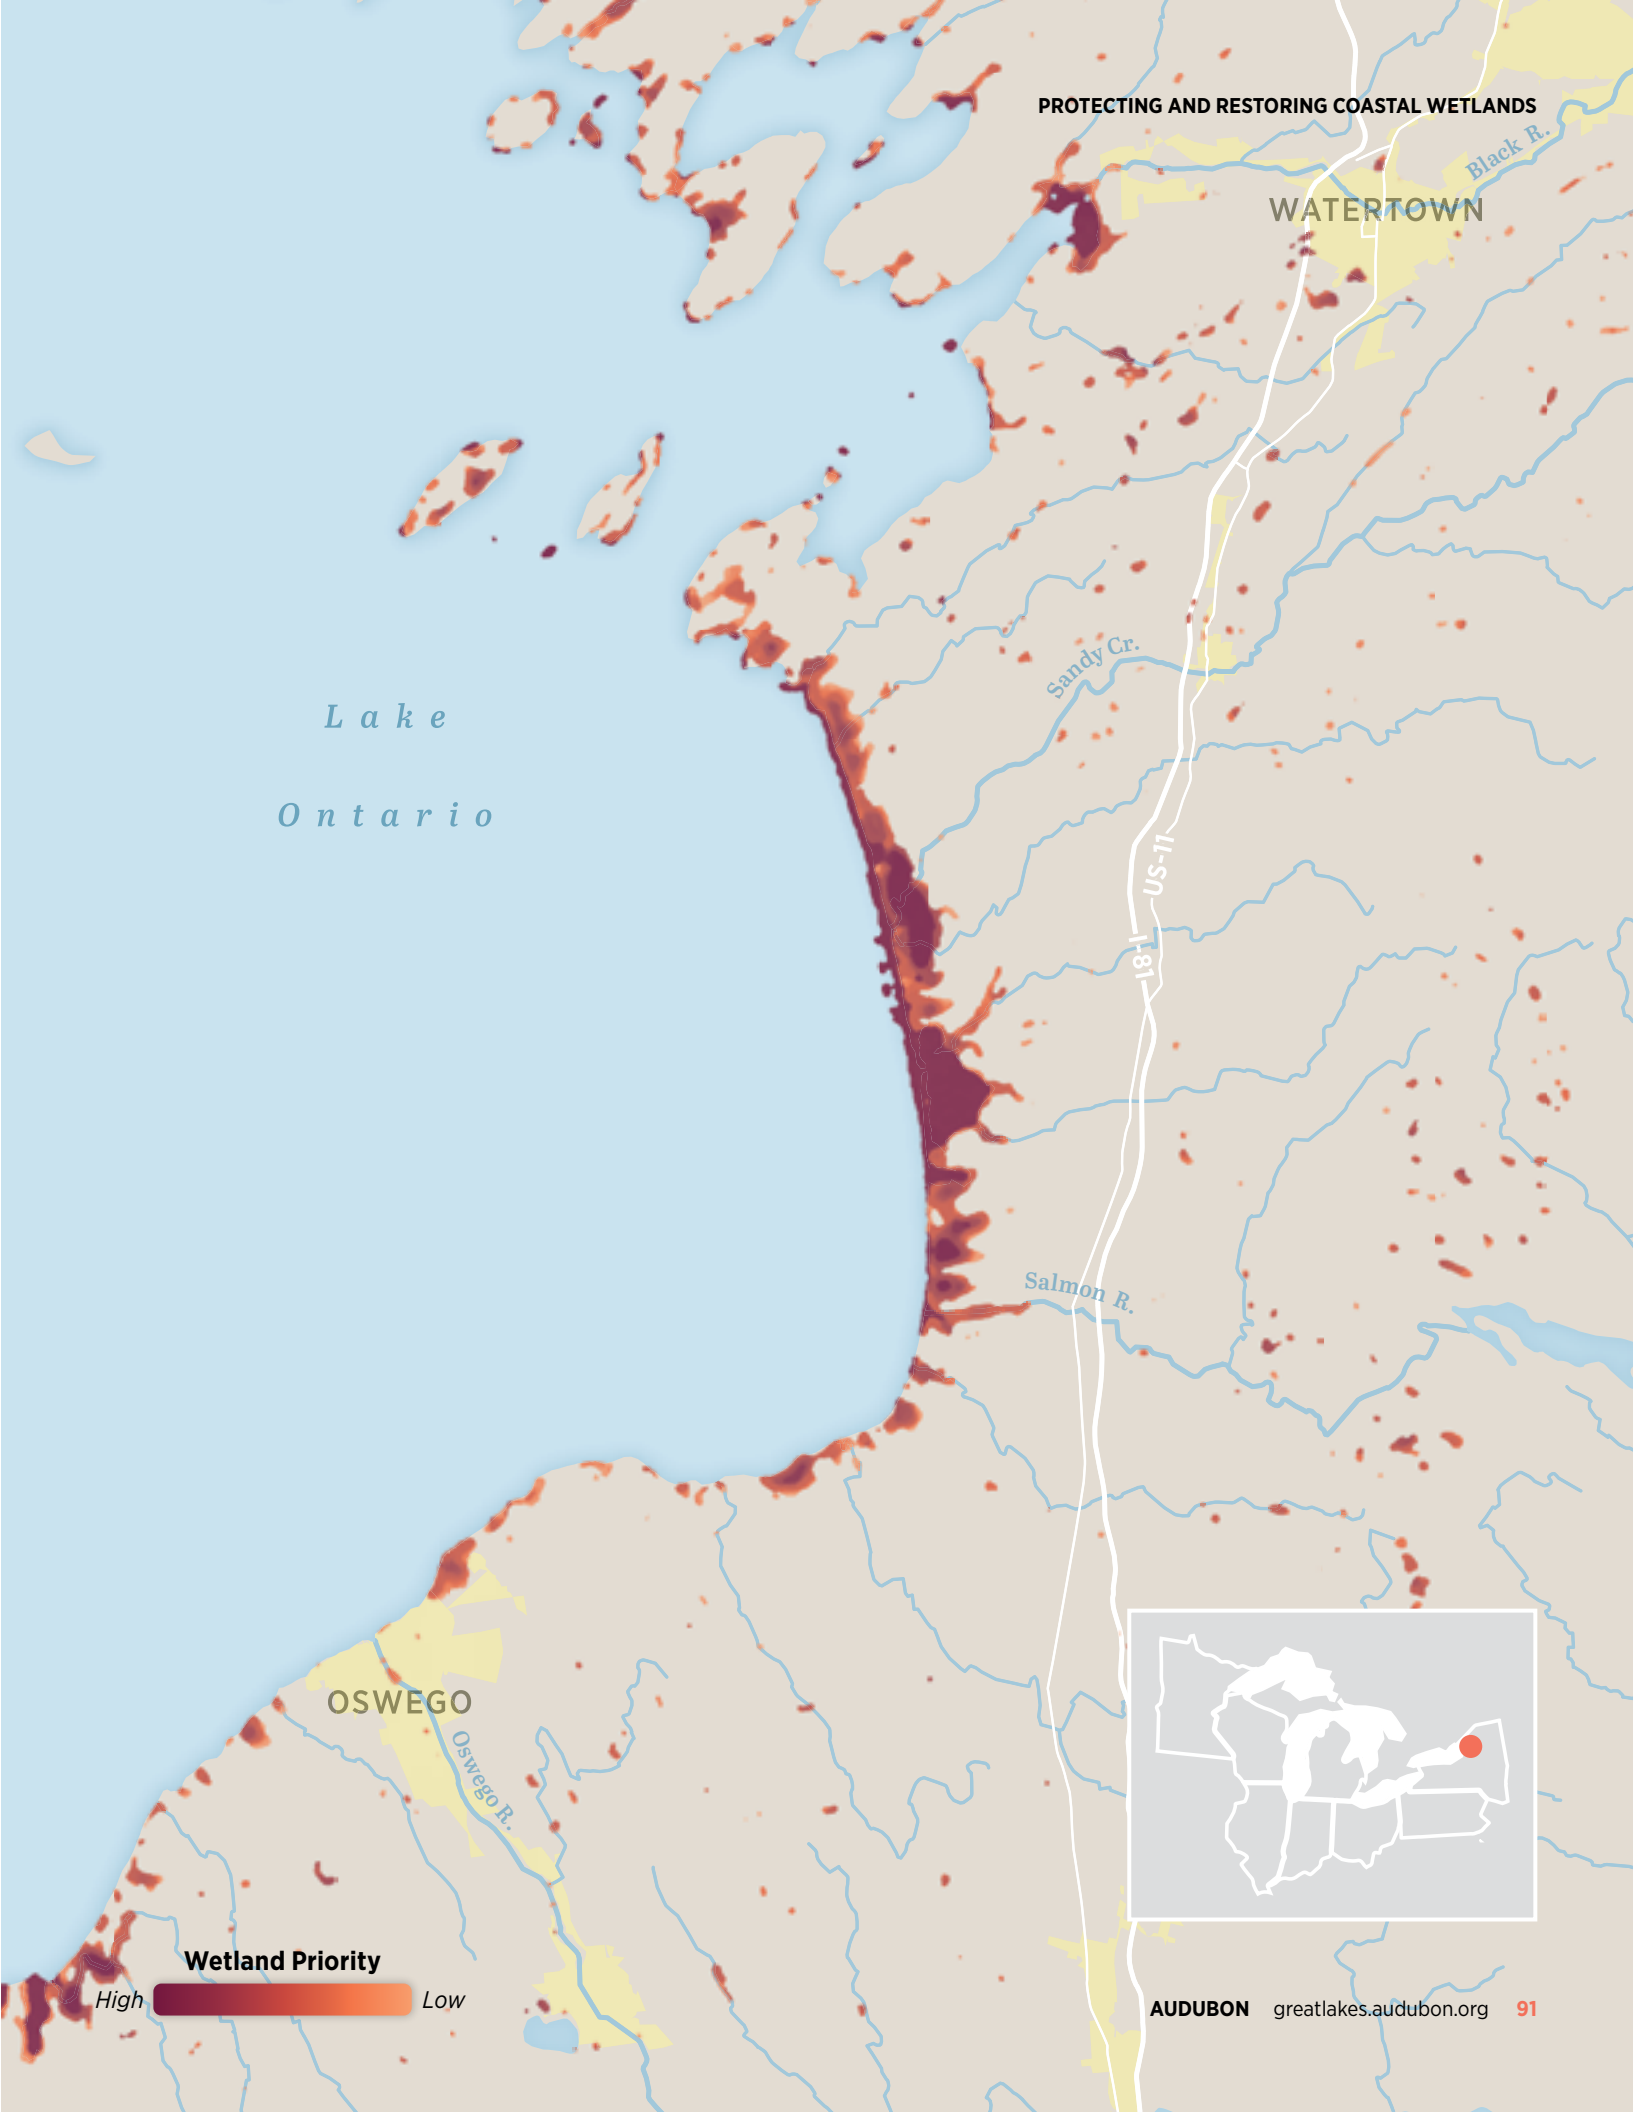 PROTECTING AND RESTORING COASTAL WETLANDS
Black R.
WATERTOWN
Sandy Cr.
Lake
Ontario
US-11
I-81
Salmon R.
OSWEGO
Oswego R.
Wetland Priority
High Low
AUDUBON greatlakes.audubon.org 91